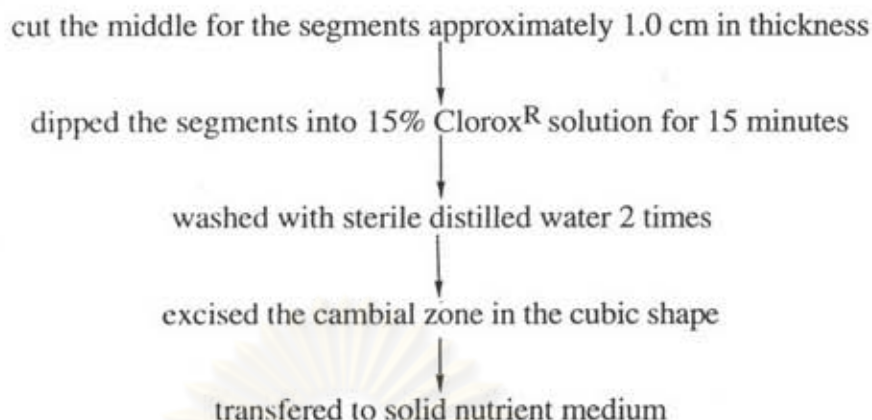 cut the middle for the segments approximately 1.0 cm in thickness
dipped the segments into 15% Clorox^R solution for 15 minutes
washed with sterile distilled water 2 times
excised the cambial zone in the cubic shape
transfered to solid nutrient medium